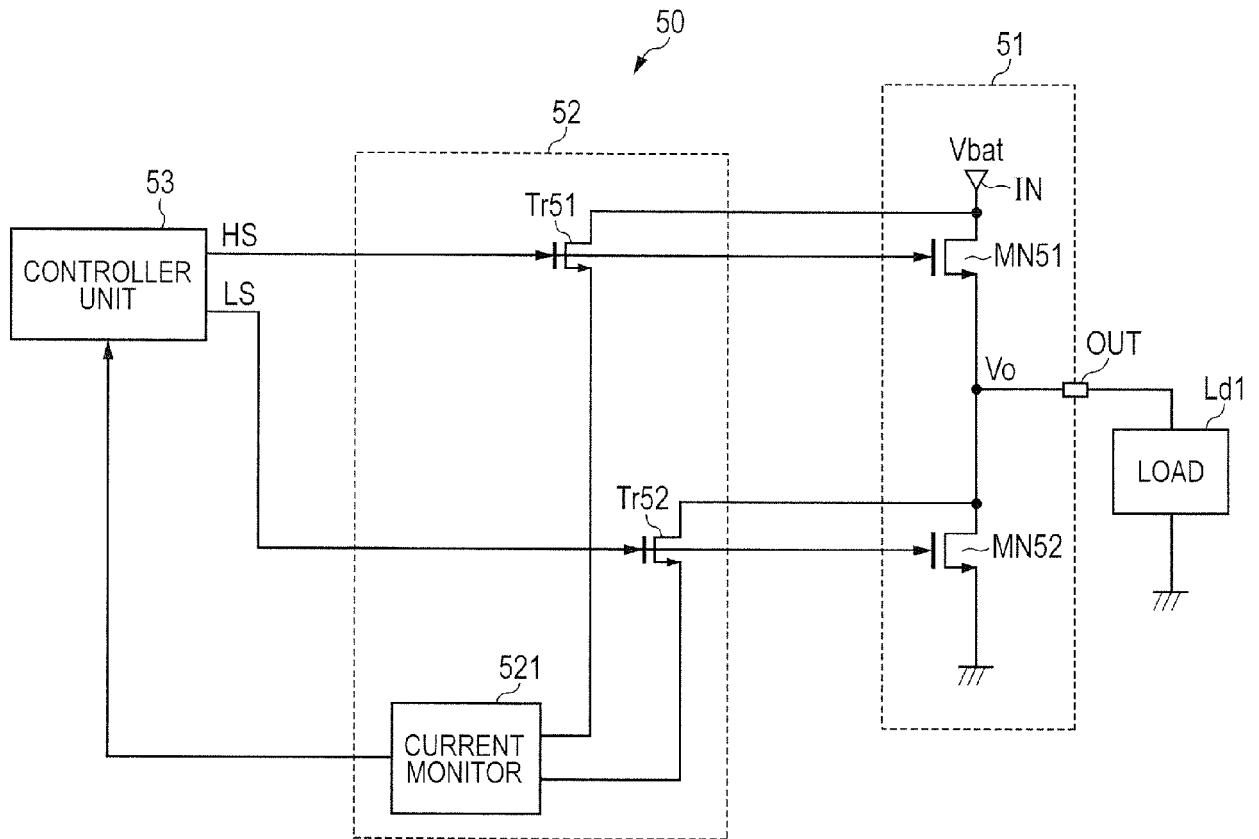 50
51
52
Vbat
IN
53
Tr51
HS
MN51
CONTROLLER
UNIT
LS
OUT
Vo
Ld1
LOAD
Tr52
MN52
521
CURRENT
MONITOR